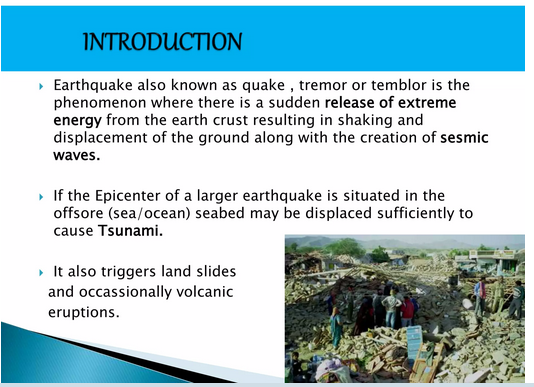 INTRODUCTION
Earthquake also known as quake , tremor or temblor is the
phenomenon where there is a sudden release of extreme
energy from the earth crust resulting in shaking and
displacement of the ground along with the creation of sesmic
waves.
If the Epicenter of a larger earthquake is situated in the
offsore (sea/ocean) seabed may be displaced sufficiently to
cause Tsunami.
It also triggers land slides
and occassionally volcanic
eruptions.